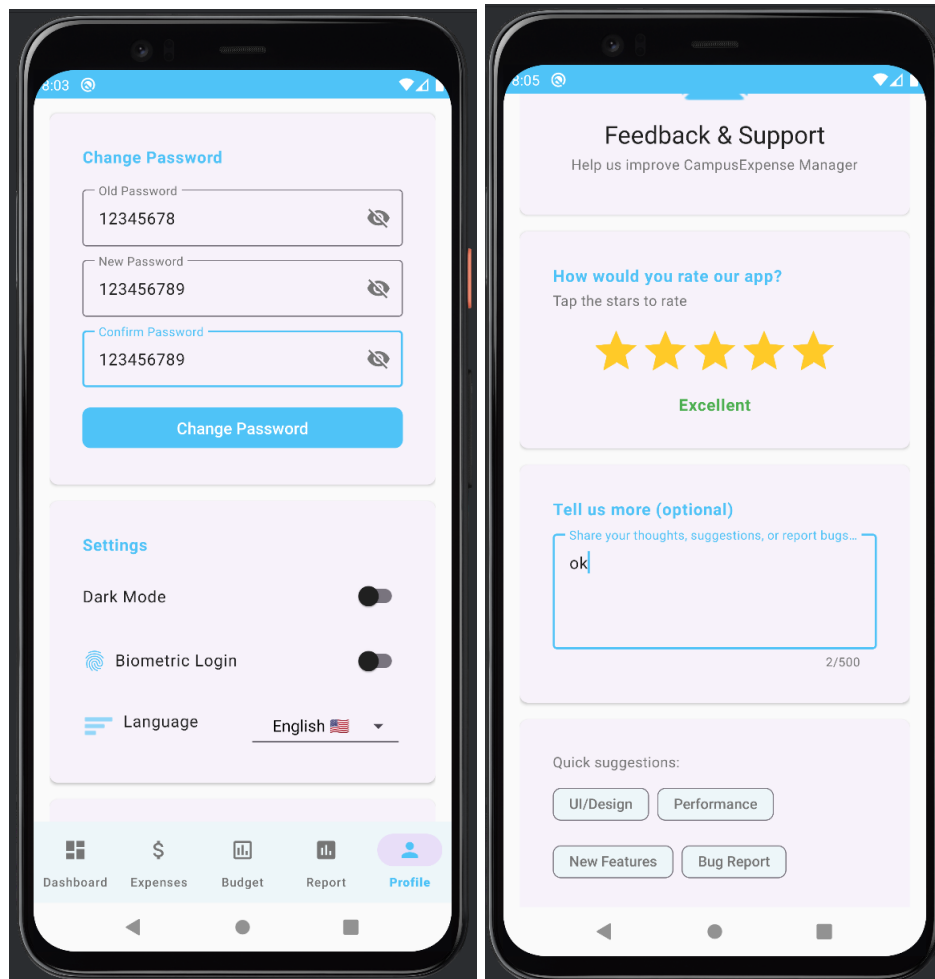 8:03
Change Password
Old Password
12345678
New Password
123456789
Confirm Password
123456789
Change Password
Settings
Dark Mode
Biometric Login
Language English
Dashboard Expenses Budget Report Profile
8:05
Feedback & Support
Help us improve CampusExpense Manager
How would you rate our app?
Tap the stars to rate
Excellent
Tell us more (optional)
Share your thoughts, suggestions, or report bugs...
ok
2/500
Quick suggestions:
UI/Design Performance
New Features Bug Report